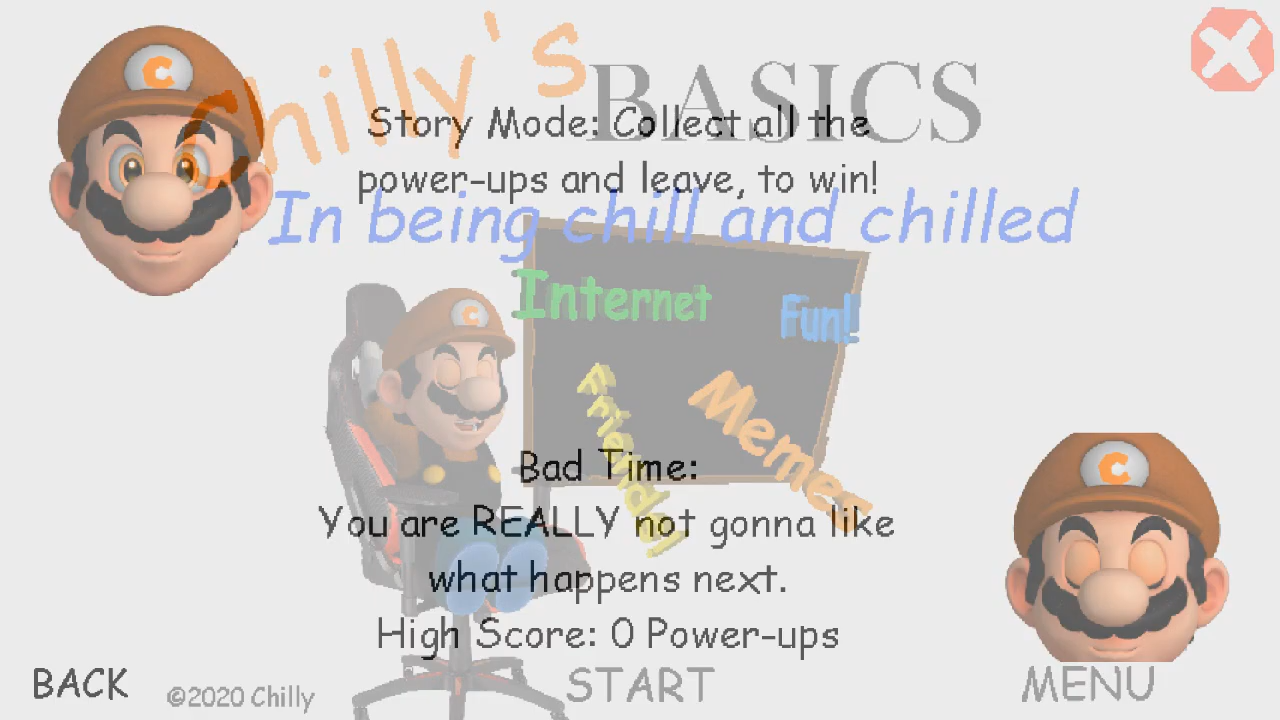 Chilly's
BASICS
Story Mode: Collect all the
power-ups and leave, to win!
In being chill and chilled
Internet
Fun!
Friends!
Memes
Bad Time:
You are REALLY not gonna like
what happens next.
High Score: 0 Power-ups
BACK
©2020 Chilly
START
MENU
C
C
C